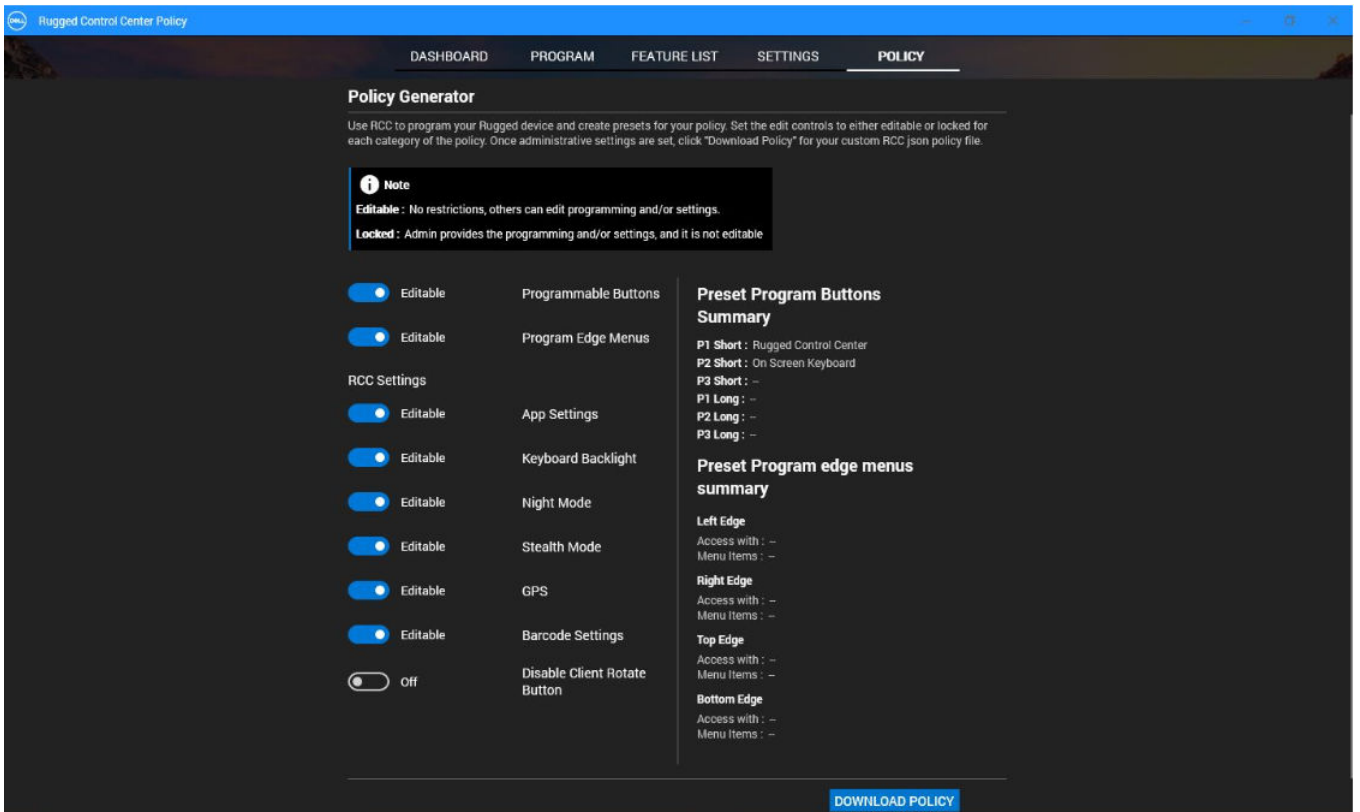 DELL
Rugged Control Center Policy
DASHBOARD PROGRAM FEATURE LIST SETTINGS POLICY
Policy Generator
Use RCC to program your Rugged device and create presets for your policy. Set the edit controls to either editable or locked for
each category of the policy. Once administrative settings are set, click "Download Policy" for your custom RCC json policy file.
i Note
Editable : No restrictions, others can edit programming and/or settings.
Locked : Admin provides the programming and/or settings, and it is not editable
Editable Programmable Buttons
Editable Program Edge Menus
RCC Settings
Editable App Settings
Editable Keyboard Backlight
Editable Night Mode
Editable Stealth Mode
Editable GPS
Editable Barcode Settings
Off Disable Client Rotate
Button
Preset Program Buttons
Summary
P1 Short : Rugged Control Center
P2 Short : On Screen Keyboard
P3 Short : --
P1 Long : --
P2 Long : --
P3 Long : --
Preset Program edge menus
summary
Left Edge
Access with : --
Menu Items : --
Right Edge
Access with : --
Menu Items : --
Top Edge
Access with : --
Menu Items : --
Bottom Edge
Access with : --
Menu Items : --
DOWNLOAD POLICY